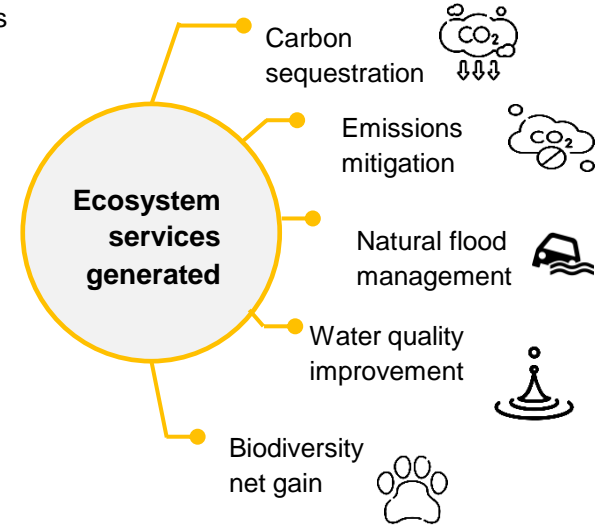 s
Carbon
sequestration
CO2
Emissions
mitigation
CO2
Ecosystem
services
generated
Natural flood
management
Water quality
improvement
Biodiversity
net gain